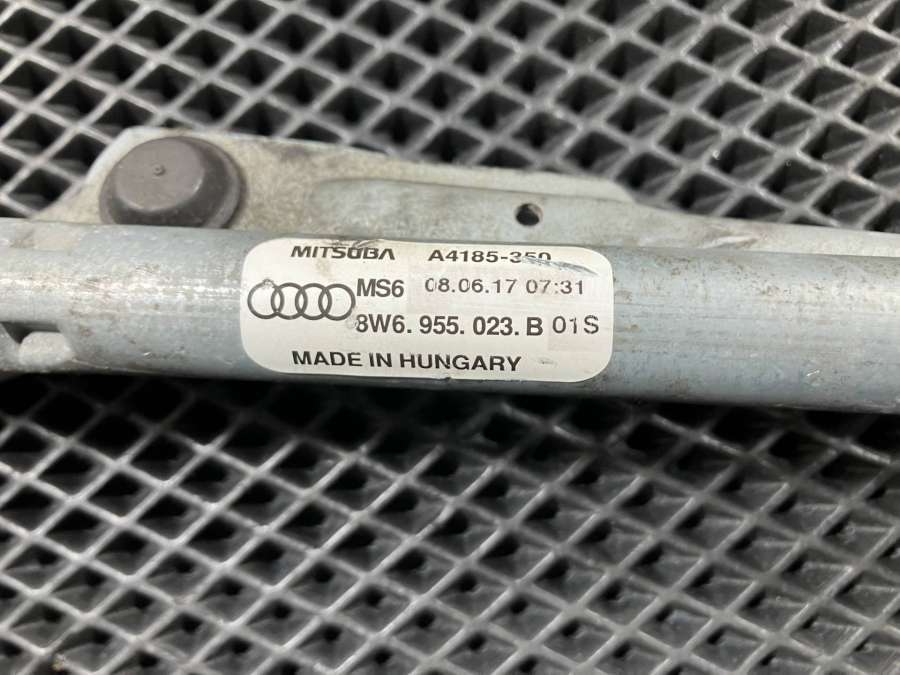 MITSUBA A4185-350
MS6 08.06.17 07:31
8W6. 955. 023. B 01S
MADE IN HUNGARY